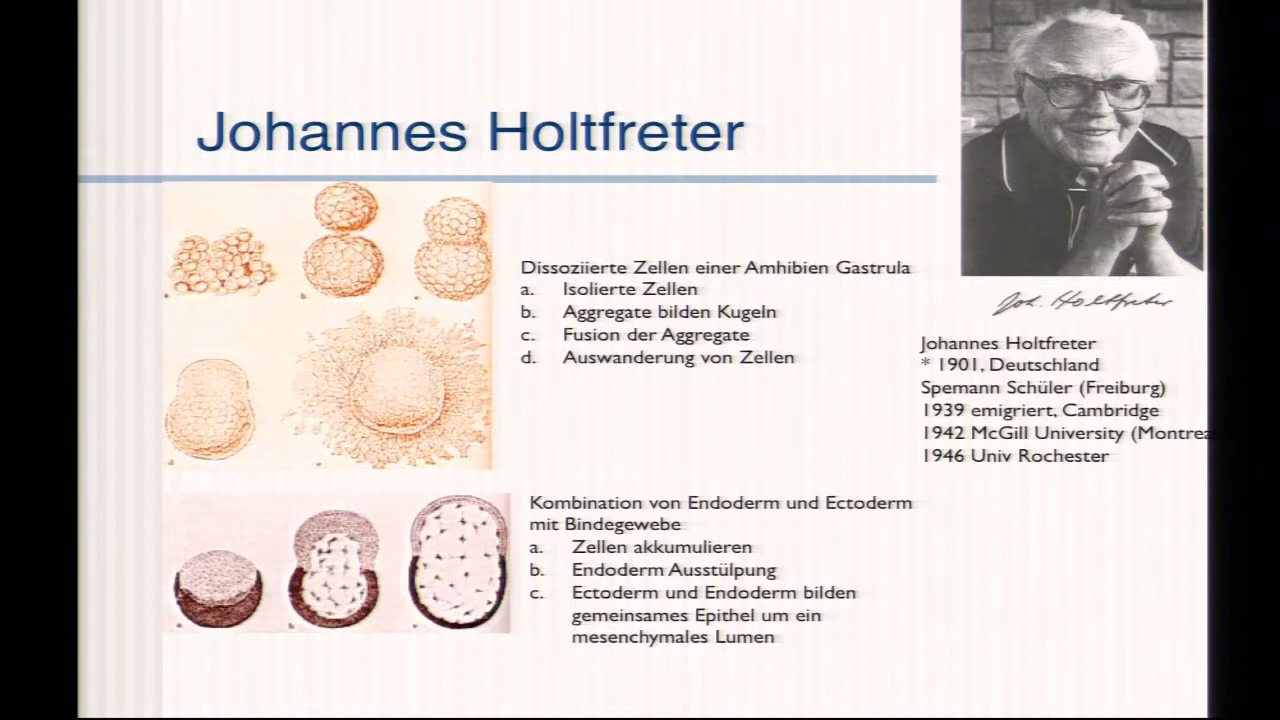 Johannes Holtfreter
Dissoziierte Zellen einer Amhibien Gastrula
a. Isolierte Zellen
b. Aggregate bilden Kugeln
c. Fusion der Aggregate
d. Auswanderung von Zellen
Joh. Holtfreter
Johannes Holtfreter
* 1901, Deutschland
Spemann Schüler (Freiburg)
1939 emigriert, Cambridge
1942 McGill University (Montrea
1946 Univ Rochester
Kombination von Endoderm und Ectoderm
mit Bindegewebe
a. Zellen akkumulieren
b. Endoderm Ausstülpung
c. Ectoderm und Endoderm bilden
gemeinsames Epithel um ein
mesenchymales Lumen